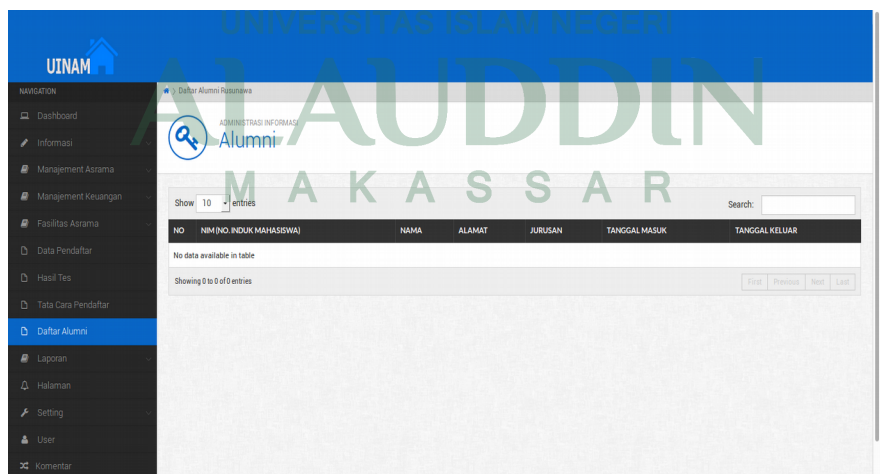 UNIVERSITAS ISLAM NEGERI
ALAUDDIN
MAKASSAR
UINAM
NAVIGATION
Dashboard
Informasi
Manajement Asrama
Manajement Keuangan
Fasilitas Asrama
Data Pendaftar
Hasil Tes
Tata Cara Pendaftar
Daftar Alumni
Laporan
Halaman
Setting
User
Komentar
> Daftar Alumni Rusunawa
ADMINISTRASI INFORMASI
Alumni
Show 10 entries Search:
NO NIM (NO. INDUK MAHASISWA) NAMA ALAMAT JURUSAN TANGGAL MASUK TANGGAL KELUAR
No data available in table
Showing 0 to 0 of 0 entries First Previous Next Last